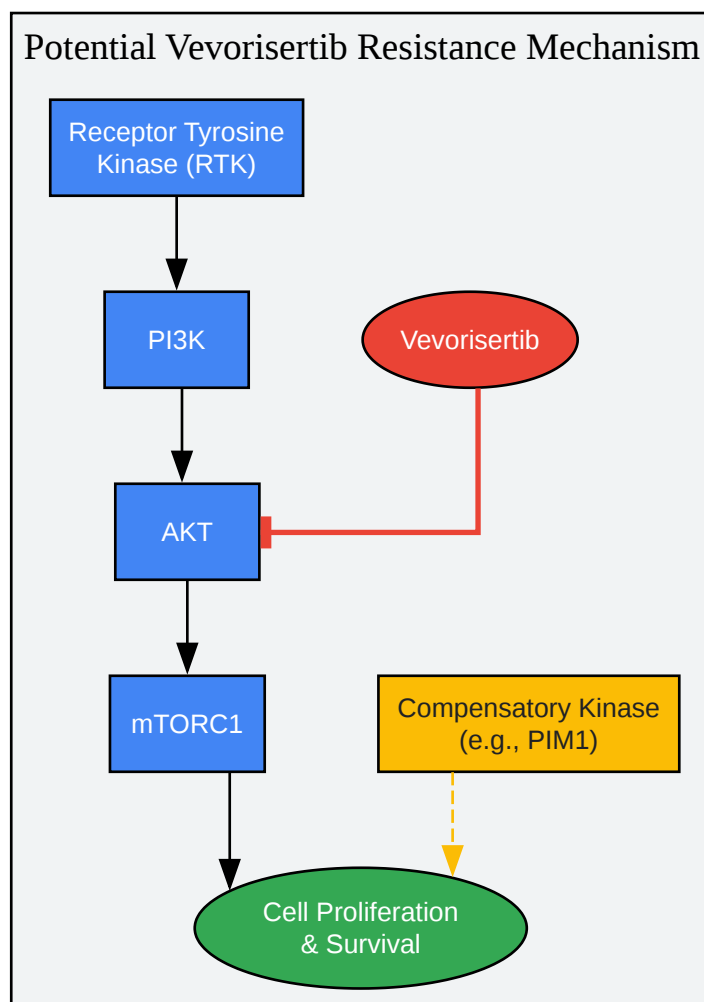 Potential Vevorisertib Resistance Mechanism
Receptor Tyrosine
Kinase (RTK)
PI3K
Vevorisertib
AKT
mTORC1
Compensatory Kinase
(e.g., PIM1)
Cell Proliferation
& Survival